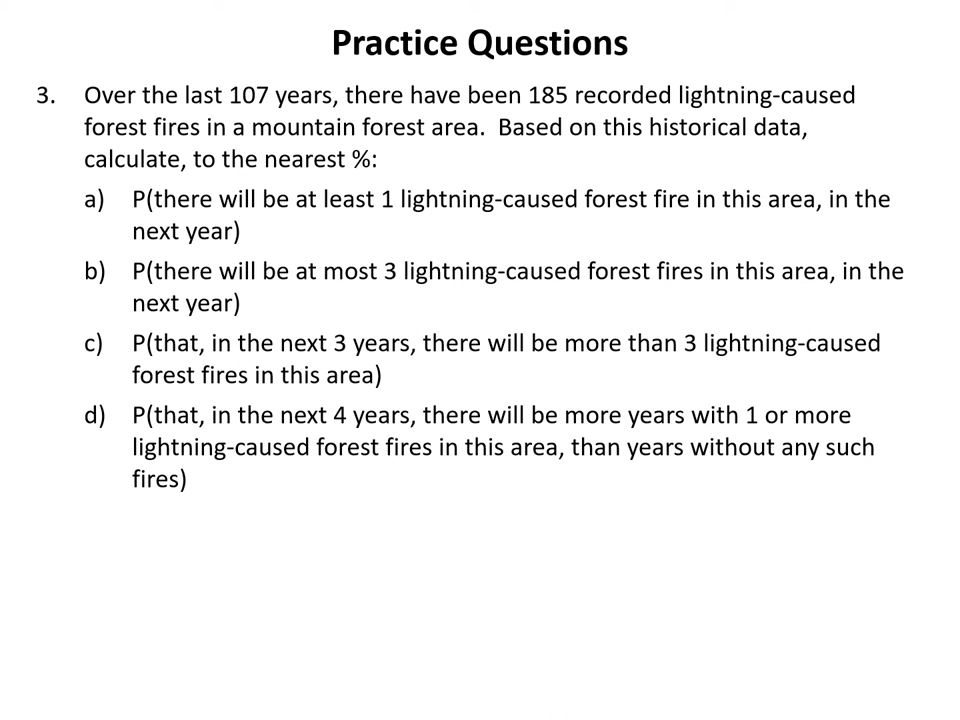 Practice Questions
3. Over the last 107 years, there have been 185 recorded lightning-caused
forest fires in a mountain forest area.  Based on this historical data,
calculate, to the nearest %:
a) P(there will be at least 1 lightning-caused forest fire in this area, in the
next year)
b) P(there will be at most 3 lightning-caused forest fires in this area, in the
next year)
c) P(that, in the next 3 years, there will be more than 3 lightning-caused
forest fires in this area)
d) P(that, in the next 4 years, there will be more years with 1 or more
lightning-caused forest fires in this area, than years without any such
fires)